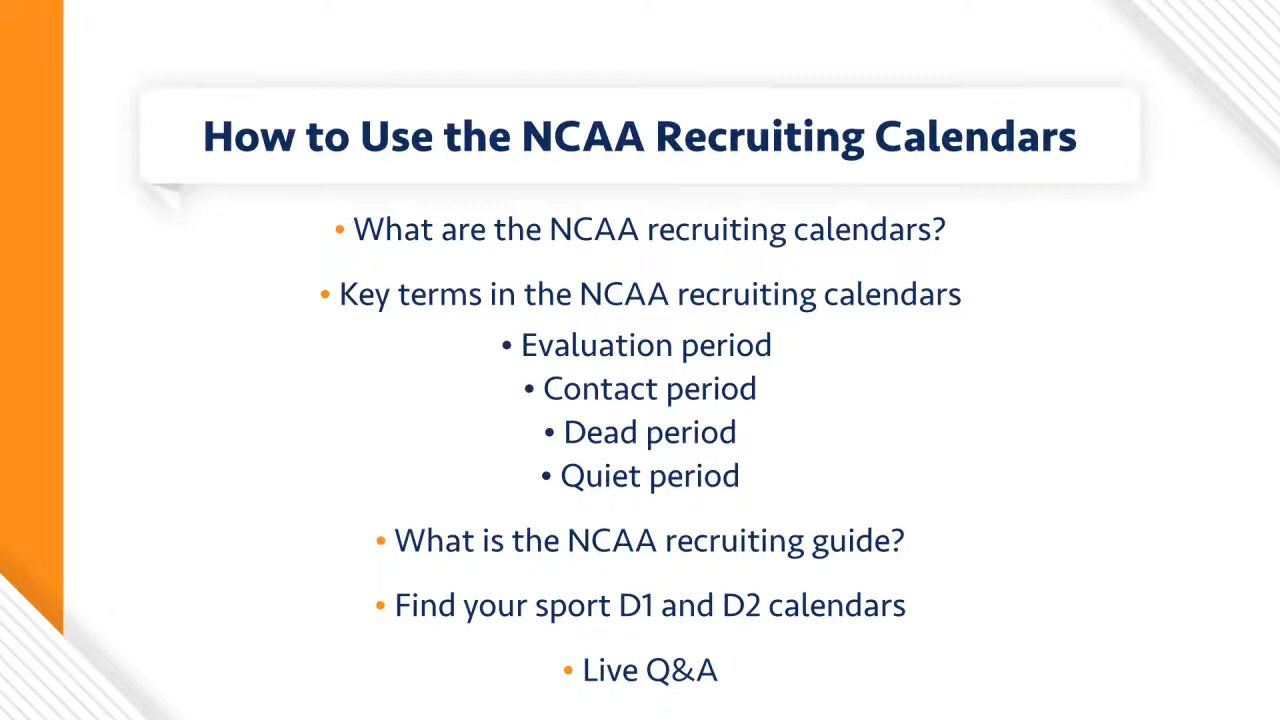 How to Use the NCAA Recruiting Calendars
• What are the NCAA recruiting calendars?
• Key terms in the NCAA recruiting calendars
• Evaluation period
• Contact period
• Dead period
• Quiet period
• What is the NCAA recruiting guide?
• Find your sport D1 and D2 calendars
• Live Q&A